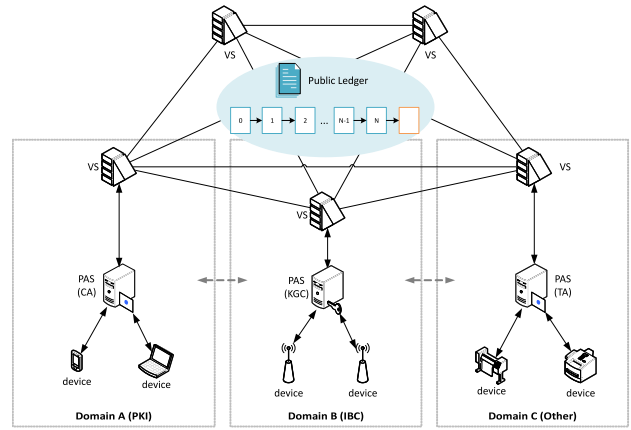 VS
VS
Public Ledger
0
1
2
...
N-1
N
VS
VS
VS
PAS
(CA)
PAS
(KGC)
PAS
(TA)
device
device
device
device
device
device
Domain A (PKI)
Domain B (IBC)
Domain C (Other)